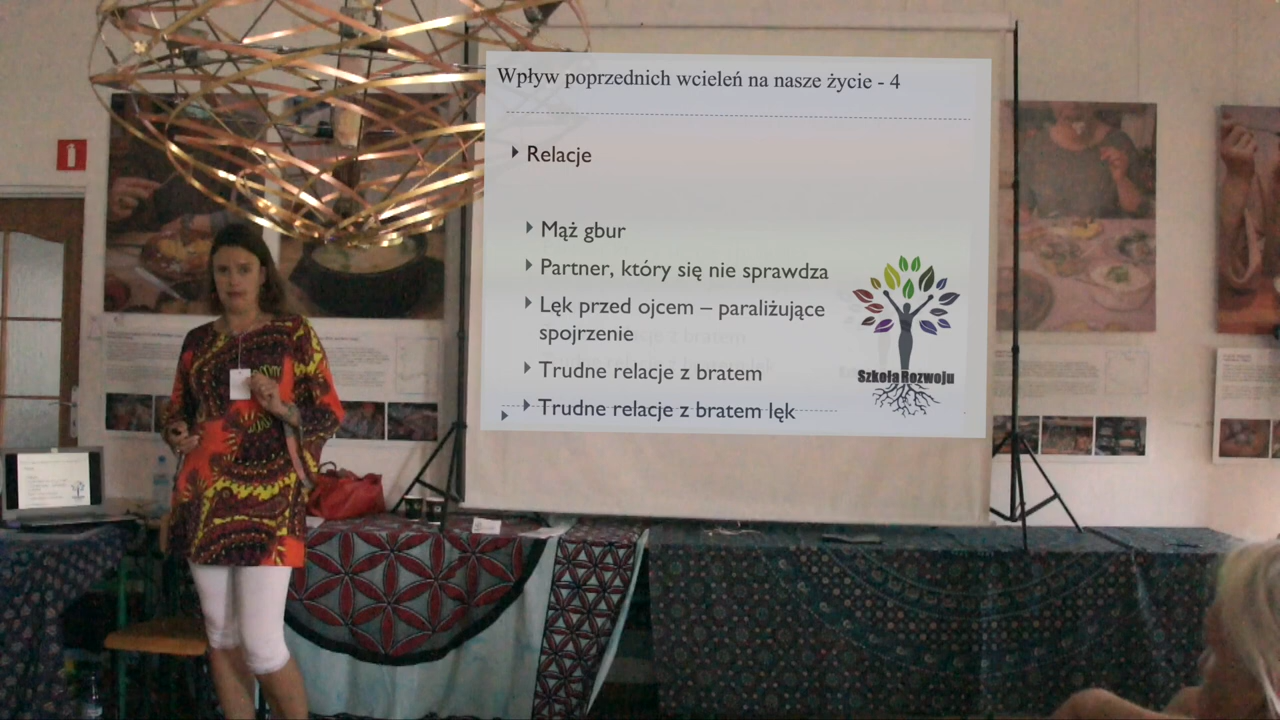 Wpływ poprzednich wcieleń na nasze życie - 4
Relacje
Mąż gbur
Partner, który się nie sprawdza
Lęk przed ojcem – paraliżujące
spojrzenie
Trudne relacje z bratem
Trudne relacje z bratem lęk
Szkoła Rozwoju